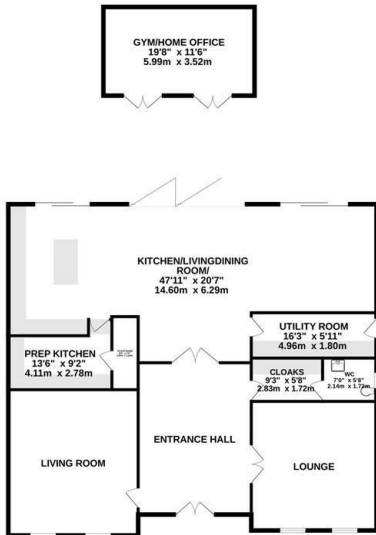 GYM/HOME OFFICE
19'8" x 11'6"
5.99m x 3.52m
KITCHEN/LIVINGDINING
ROOM/
47'11" x 20'7"
14.60m x 6.29m
UTILITY ROOM
16'3" x 5'11"
4.96m x 1.80m
PREP KITCHEN
13'6" x 9'2"
4.11m x 2.78m
CLOAKS
9'3" x 5'8"
2.83m x 1.72m
WC
7'0" x 5'8"
2.14m x 1.72m
ENTRANCE HALL
LIVING ROOM
LOUNGE